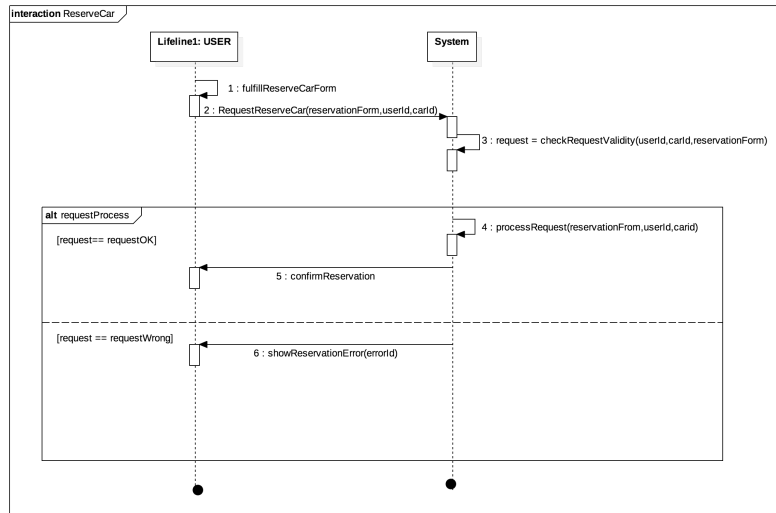 interaction ReserveCar
Lifeline1: USER
System
1 : fulfillReserveCarForm
2 : RequestReserveCar(reservationForm,userId,carId)
3 : request = checkRequestValidity(userId,carId,reservationForm)
alt requestProcess
4 : processRequest(reservationFrom,userId,carid)
[request== requestOK]
5 : confirmReservation
[request == requestWrong]
6 : showReservationError(errorId)